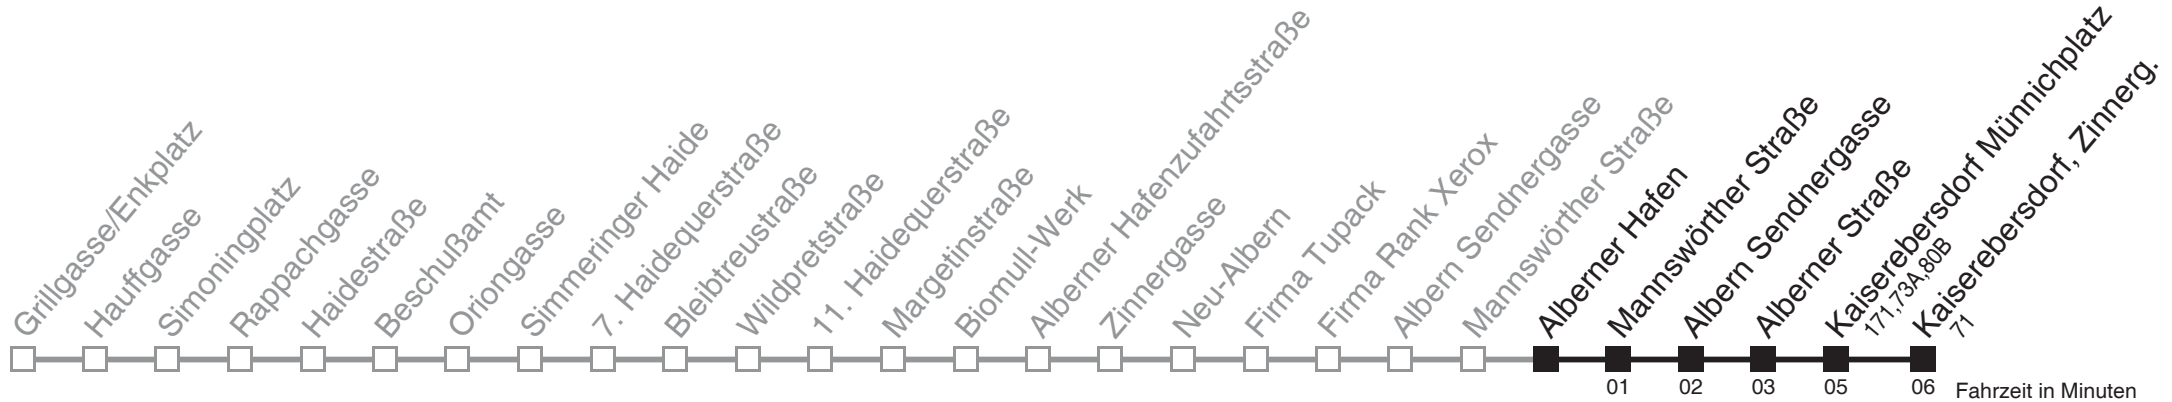 Grillgasse/Enkplatz
Hauffgasse
Simoningplatz
Rappachgasse
Haidestraße
Beschußamt
Oriongasse
Simmeringer Haide
7. Haidequerstraße
Bleibtreustraße
Wildpretstraße
11. Haidequerstraße
Margetinstraße
Biomull-Werk
Alberner Hafenzufahrtsstraße
Zinnergasse
Neu-Albern
Firma Tupack
Firma Rank Xerox
Albern Sendnergasse
Mannswörther Straße
Alberner Hafen
Mannswörther Straße
Albern Sendnergasse
Alberner Straße
Kaiserebersdorf Münnichplatz
171,73A,80B
Kaiserebersdorf, Zinnerg.
71
01 02 03 05 06 Fahrzeit in Minuten